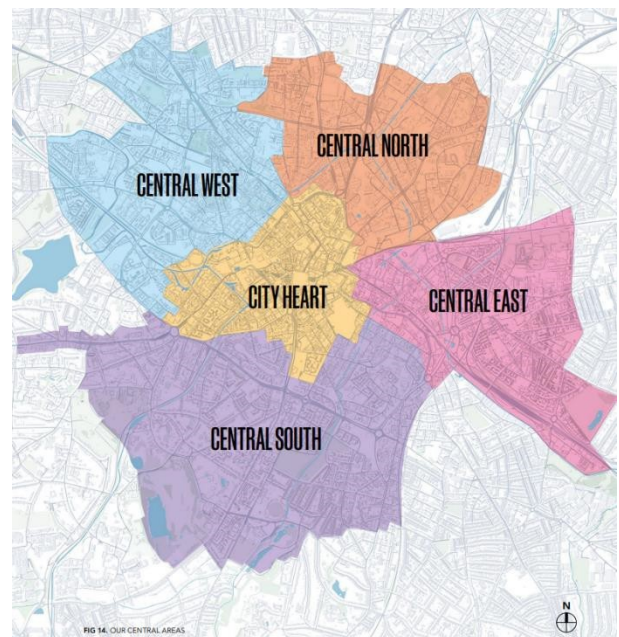 CENTRAL NORTH
CENTRAL WEST
CITY HEART
CENTRAL EAST
CENTRAL SOUTH
N
FIG 14. OUR CENTRAL AREAS